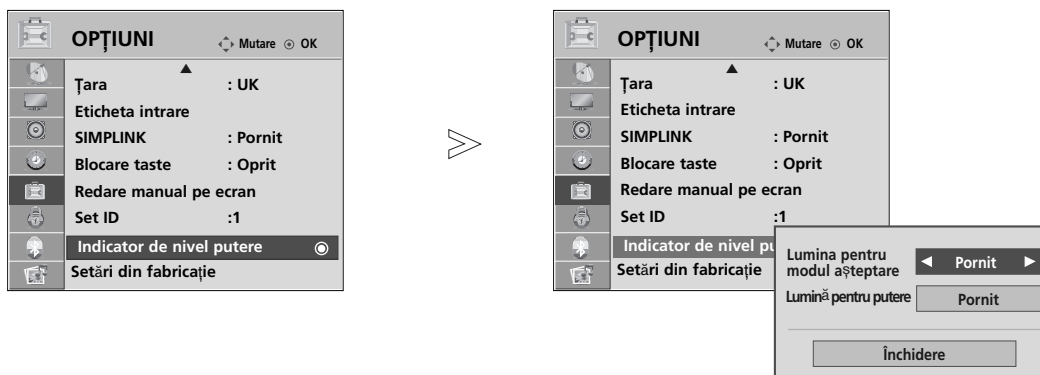 OPȚIUNI Mutare OK
Țara : UK
Eticheta intrare
SIMPLINK : Pornit
Blocare taste : Oprit
Redare manual pe ecran
Set ID :1
Indicator de nivel putere
Setări din fabricație
OPȚIUNI Mutare OK
Țara : UK
Eticheta intrare
SIMPLINK : Pornit
Blocare taste : Oprit
Redare manual pe ecran
Set ID :1
Indicator de nivel pu
Setări din fabricație
Lumina pentru
modul așteptare Pornit
Lumină pentru putere Pornit
Închidere